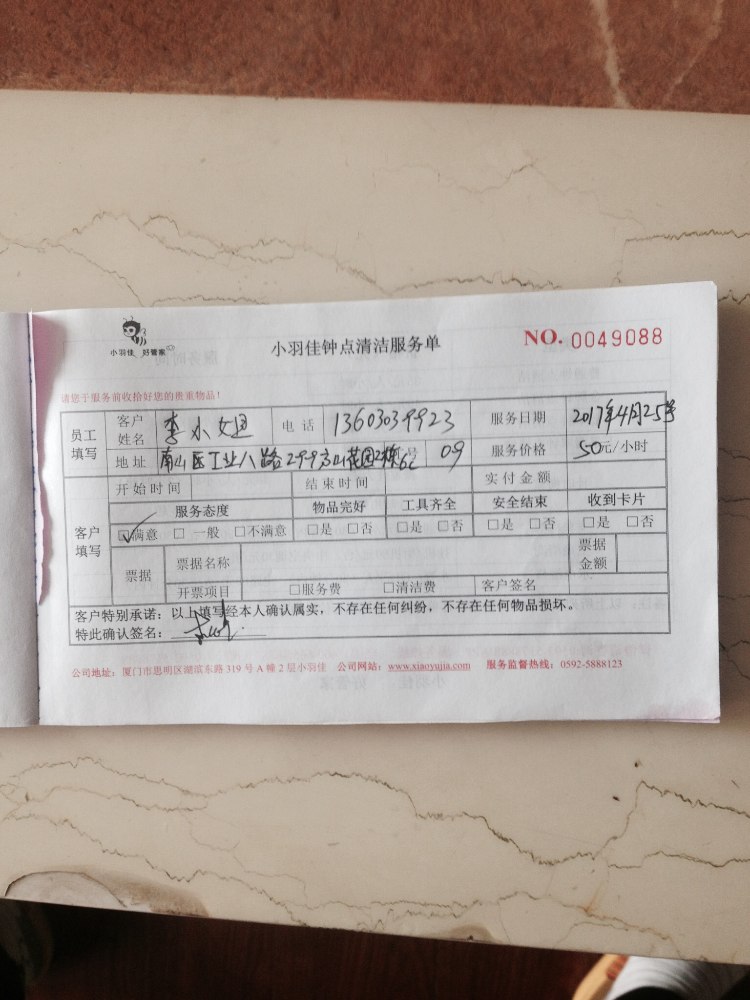 小羽佳 好管家
小羽佳钟点清洁服务单
NO. 0049088
请您于服务前收拾好您的贵重物品！
员工填写 客户姓名 李小姐 电话 13603039923 服务日期 2017年4月25号
地址 南山区工业八路299 花园2栋6C 号 09 服务价格 50元/小时
开始时间 结束时间 实付金额
客户填写 服务态度 物品完好 工具齐全 安全结束 收到卡片
☑满意 □一般 □不满意 □是 □否 □是 □否 □是 □否 □是 □否
票据 票据名称 票据金额
开票项目 □服务费 □清洁费 客户签名
客户特别承诺：以上填写经本人确认属实，不存在任何纠纷，不存在任何物品损坏。
特此确认签名：
公司地址：厦门市思明区湖滨东路 319 号 A 幢 2 层小羽佳 公司网站：www.xiaoyujia.com 服务监督热线：0592-5888123